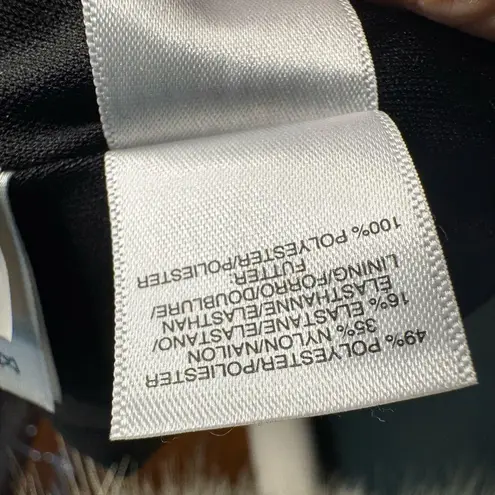 49% POLYESTER/POLIESTER
35% NYLON/NAILON
16% ELASTANE/ELASTANO/
ELASTHANNE/ELASTHAN
LINING/FORRO/DOUBLURE/
FUTTER:
100% POLYESTER/POLIESTER